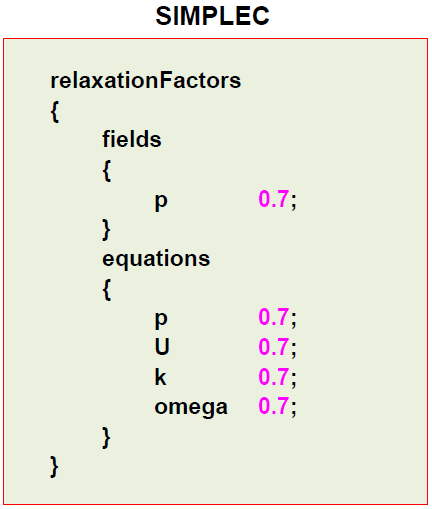 SIMPLEC
relaxationFactors
{
fields
{
p 0.7;
}
equations
{
p 0.7;
U 0.7;
k 0.7;
omega 0.7;
}
}